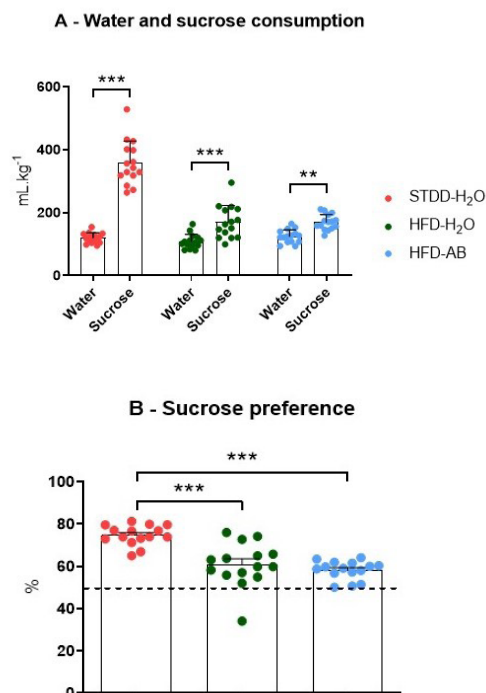 A - Water and sucrose consumption
***
600
***
400
**
mL.kg-1
STDD-H₂O
200
HFD-H₂O
HFD-AB
0
Water
Sucrose
Water
Sucrose
Water
Sucrose
B - Sucrose preference
***
100
***
80
60
%
40
20
0